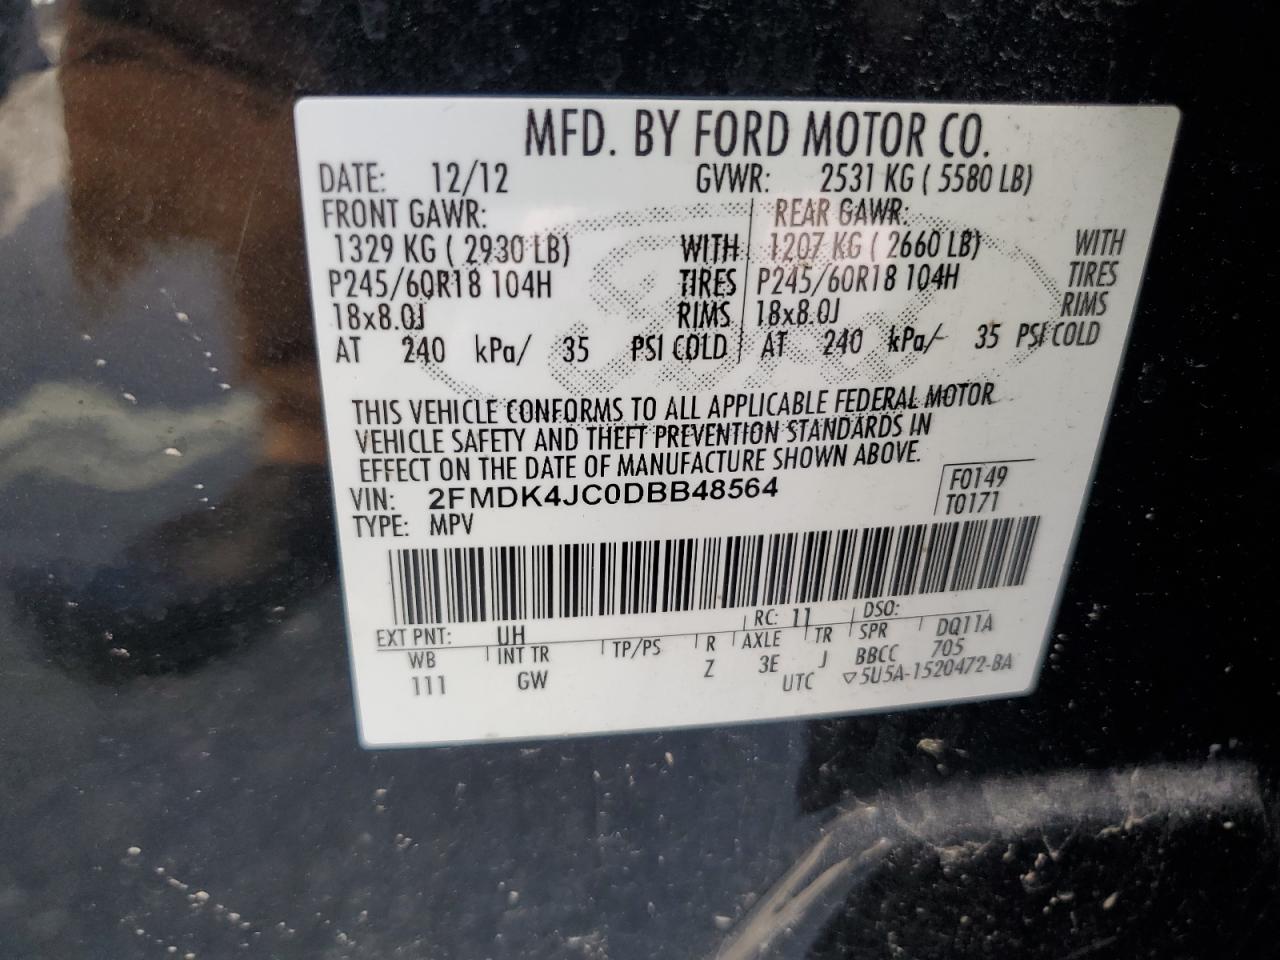 MFD. BY FORD MOTOR CO.
DATE: 12/12 GVWR: 2531 KG ( 5580 LB)
FRONT GAWR: REAR GAWR:
1329 KG ( 2930 LB) WITH 1207 KG ( 2660 LB) WITH
P245/60R18 104H TIRES P245/60R18 104H TIRES
18x8.0J RIMS 18x8.0J RIMS
AT 240 kPa/ 35 PSI COLD AT 240 kPa/ 35 PSI COLD
THIS VEHICLE CONFORMS TO ALL APPLICABLE FEDERAL MOTOR
VEHICLE SAFETY AND THEFT PREVENTION STANDARDS IN
EFFECT ON THE DATE OF MANUFACTURE SHOWN ABOVE.
VIN: 2FMDK4JC0DBB48564 F0149
TYPE: MPV T0171
EXT PNT: UH RC: 11 DSO:
WB INT TR TP/PS R AXLE TR SPR DQ11A
111 GW Z 3E J BBCC 705
UTC ▽5U5A-1520472-BA